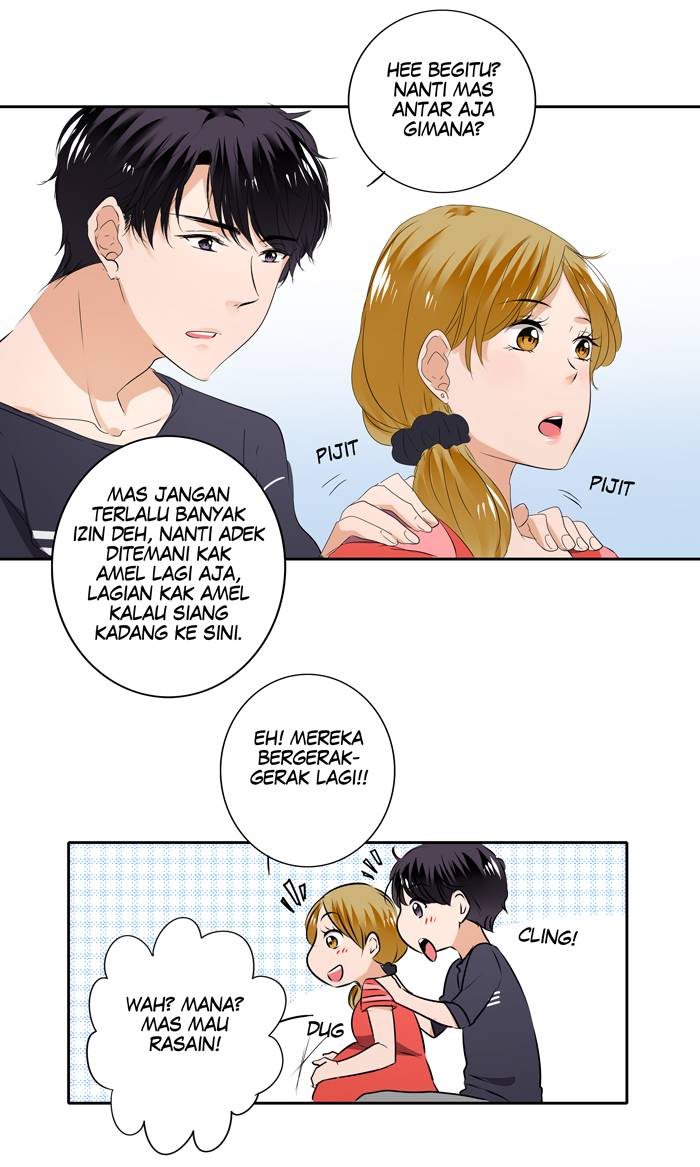 HEE BEGITU?
NANTI MAS
ANTAR AJA
GIMANA?
PIJIT
PIJIT
MAS JANGAN
TERLALU BANYAK
IZIN DEH, NANTI ADEK
DITEMANI KAK
AMEL LAGI AJA,
LAGIAN KAK AMEL
KALAU SIANG
KADANG KE SINI.
EH! MEREKA
BERGERAK-
GERAK LAGI!!
CLING!
WAH? MANA?
MAS MAU
RASAIN!
DUG